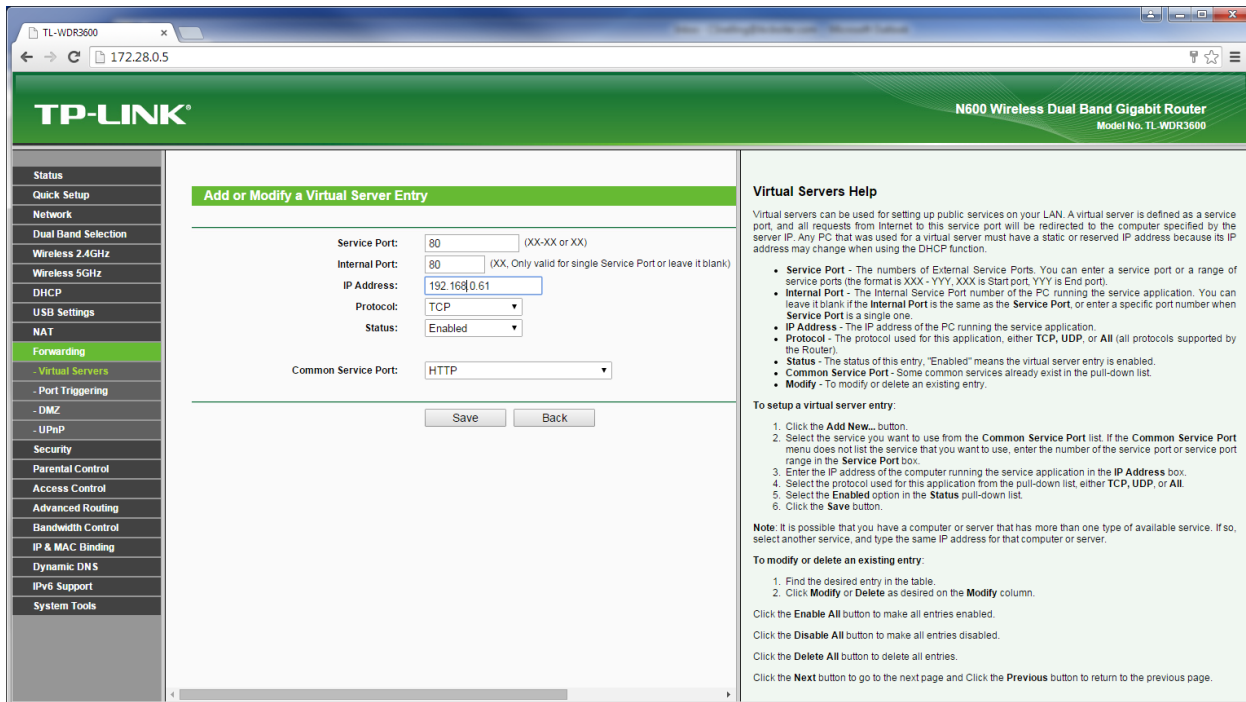 TL-WDR3600
172.28.0.5
TP-LINK®
N600 Wireless Dual Band Gigabit Router
Model No. TL-WDR3600
Status
Quick Setup
Network
Dual Band Selection
Wireless 2.4GHz
Wireless 5GHz
DHCP
USB Settings
NAT
Forwarding
- Virtual Servers
- Port Triggering
- DMZ
- UPnP
Security
Parental Control
Access Control
Advanced Routing
Bandwidth Control
IP & MAC Binding
Dynamic DNS
IPv6 Support
System Tools
Add or Modify a Virtual Server Entry
Service Port: 80 (XX-XX or XX)
Internal Port: 80 (XX, Only valid for single Service Port or leave it blank)
IP Address: 192.168.0.61
Protocol: TCP
Status: Enabled
Common Service Port: HTTP
Save Back
Virtual Servers Help
Virtual servers can be used for setting up public services on your LAN. A virtual server is defined as a service
port, and all requests from Internet to this service port will be redirected to the computer specified by the
server IP. Any PC that was used for a virtual server must have a static or reserved IP address because its IP
address may change when using the DHCP function.
• Service Port - The numbers of External Service Ports. You can enter a service port or a range of
service ports (the format is XXX - YYY, XXX is Start port, YYY is End port).
• Internal Port - The Internal Service Port number of the PC running the service application. You can
leave it blank if the Internal Port is the same as the Service Port, or enter a specific port number when
Service Port is a single one.
• IP Address - The IP address of the PC running the service application.
• Protocol - The protocol used for this application, either TCP, UDP, or All (all protocols supported by
the Router).
• Status - The status of this entry, "Enabled" means the virtual server entry is enabled.
• Common Service Port - Some common services already exist in the pull-down list.
• Modify - To modify or delete an existing entry.
To setup a virtual server entry:
1. Click the Add New... button.
2. Select the service you want to use from the Common Service Port list. If the Common Service Port
menu does not list the service that you want to use, enter the number of the service port or service port
range in the Service Port box.
3. Enter the IP address of the computer running the service application in the IP Address box.
4. Select the protocol used for this application from the pull-down list, either TCP, UDP, or All.
5. Select the Enabled option in the Status pull-down list.
6. Click the Save button.
Note: It is possible that you have a computer or server that has more than one type of available service. If so,
select another service, and type the same IP address for that computer or server.
To modify or delete an existing entry:
1. Find the desired entry in the table.
2. Click Modify or Delete as desired on the Modify column.
Click the Enable All button to make all entries enabled.
Click the Disable All button to make all entries disabled.
Click the Delete All button to delete all entries.
Click the Next button to go to the next page and Click the Previous button to return to the previous page.